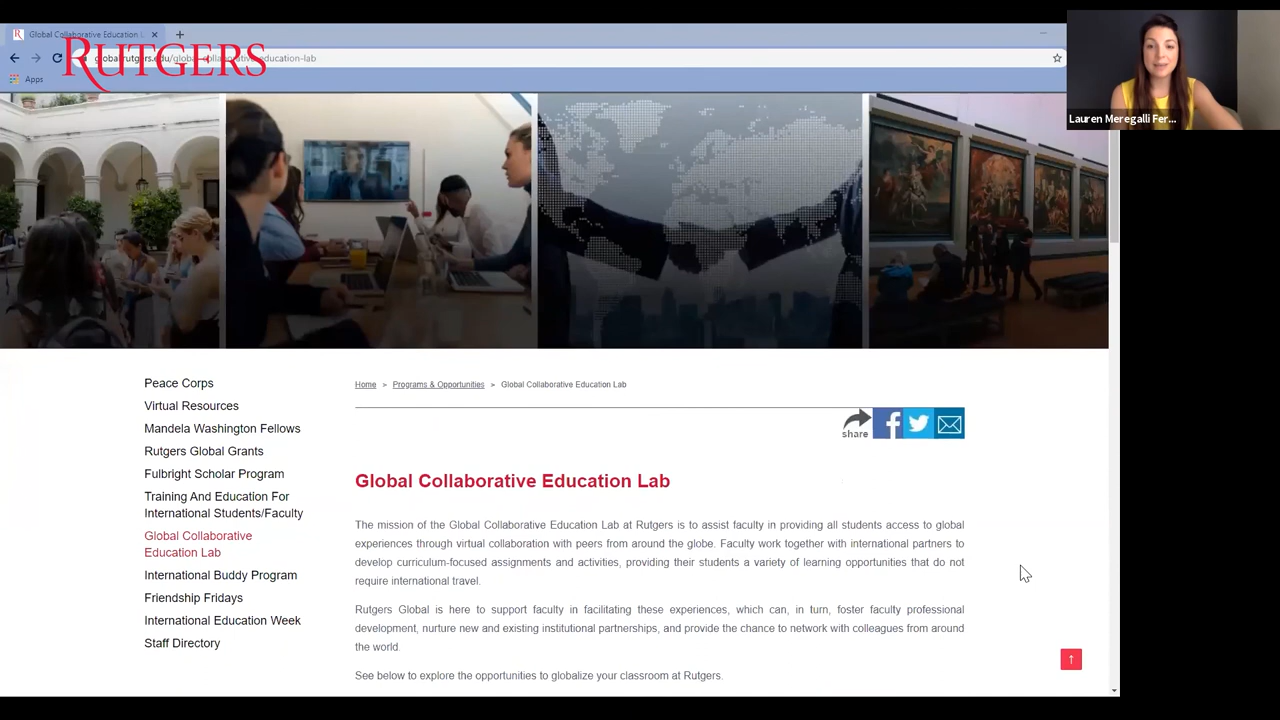 Global Collaborative Education L
RUTGERS
global.rutgers.edu/global-collaborative-education-lab
Apps
Lauren Meregalli Fer...
Peace Corps
Virtual Resources
Mandela Washington Fellows
Rutgers Global Grants
Fulbright Scholar Program
Training And Education For
International Students/Faculty
Global Collaborative
Education Lab
International Buddy Program
Friendship Fridays
International Education Week
Staff Directory
Home > Programs & Opportunities > Global Collaborative Education Lab
share
Global Collaborative Education Lab
The mission of the Global Collaborative Education Lab at Rutgers is to assist faculty in providing all students access to global
experiences through virtual collaboration with peers from around the globe. Faculty work together with international partners to
develop curriculum-focused assignments and activities, providing their students a variety of learning opportunities that do not
require international travel.
Rutgers Global is here to support faculty in facilitating these experiences, which can, in turn, foster faculty professional
development, nurture new and existing institutional partnerships, and provide the chance to network with colleagues from around
the world.
See below to explore the opportunities to globalize your classroom at Rutgers.